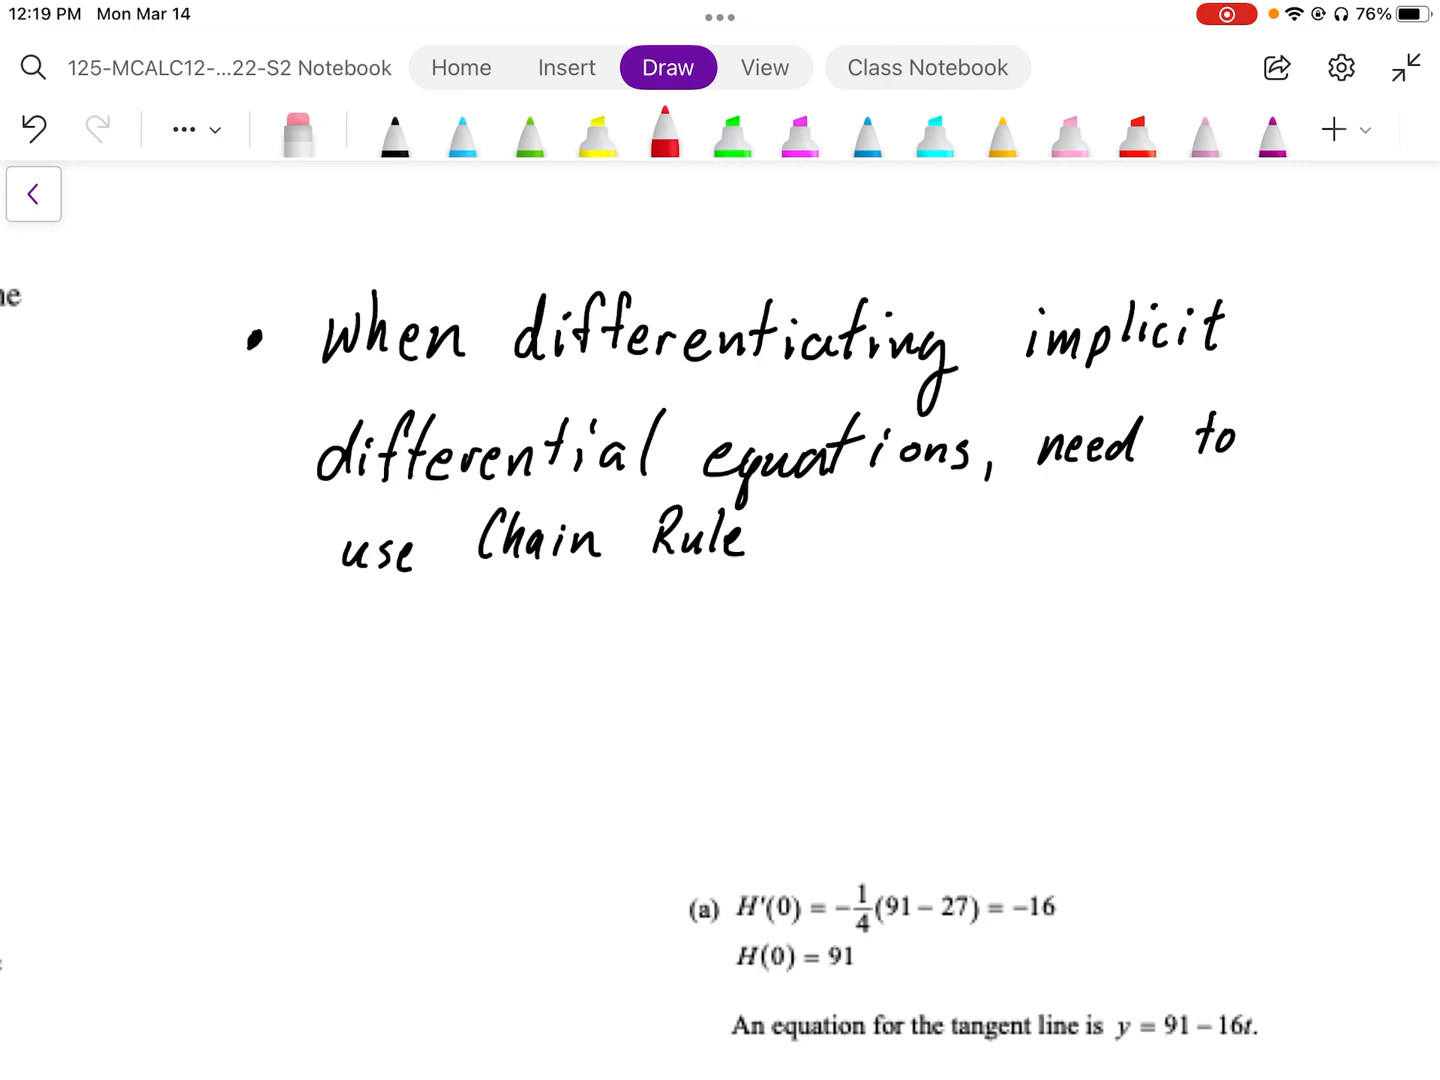 12:19 PM Mon Mar 14
76%
125-MCALC12-...22-S2 Notebook Home Insert Draw View Class Notebook
ne
• When differentiating implicit
differential equations, need to
use Chain Rule
(a) H'(0) = -1/4(91 – 27) = –16
H(0) = 91
An equation for the tangent line is y = 91 – 16t.